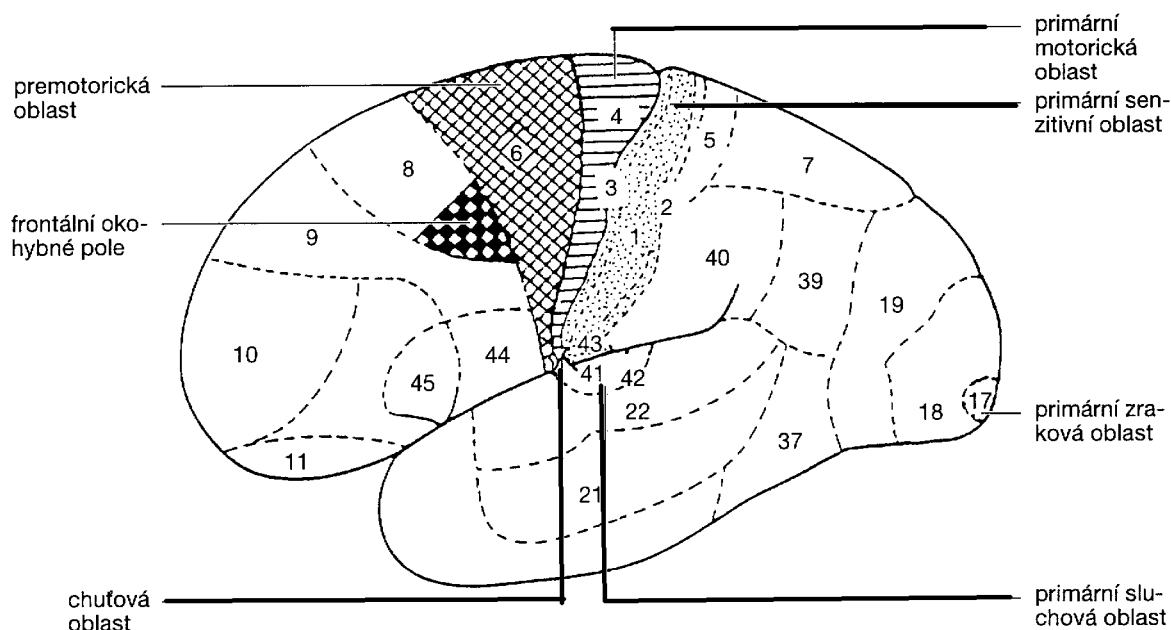 primární
motorická
oblast
premotorická
oblast
primární sen-
zitivní oblast
4
5
6
8
7
3
2
frontální oko-
hybné pole
9
1
40
39
19
43
10
44
41
42
45
17
22
18
primární zra-
ková oblast
37
11
21
chuťová
oblast
primární slu-
chová oblast